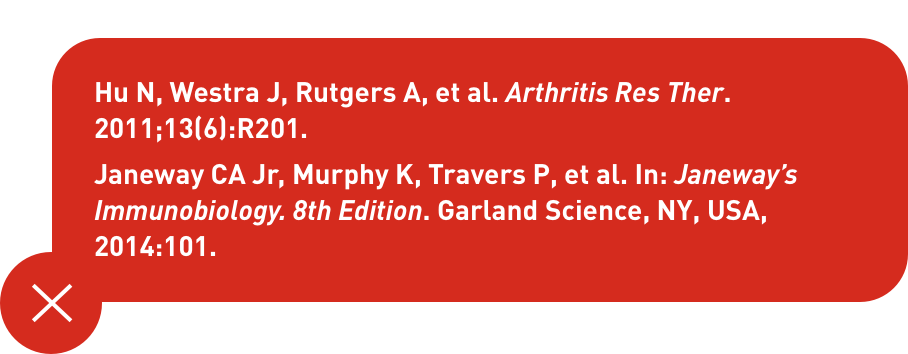 Hu N, Westra J, Rutgers A, et al. Arthritis Res Ther.
2011;13(6):R201.
Janeway CA Jr, Murphy K, Travers P, et al. In: Janeway’s
Immunobiology. 8th Edition. Garland Science, NY, USA,
2014:101.